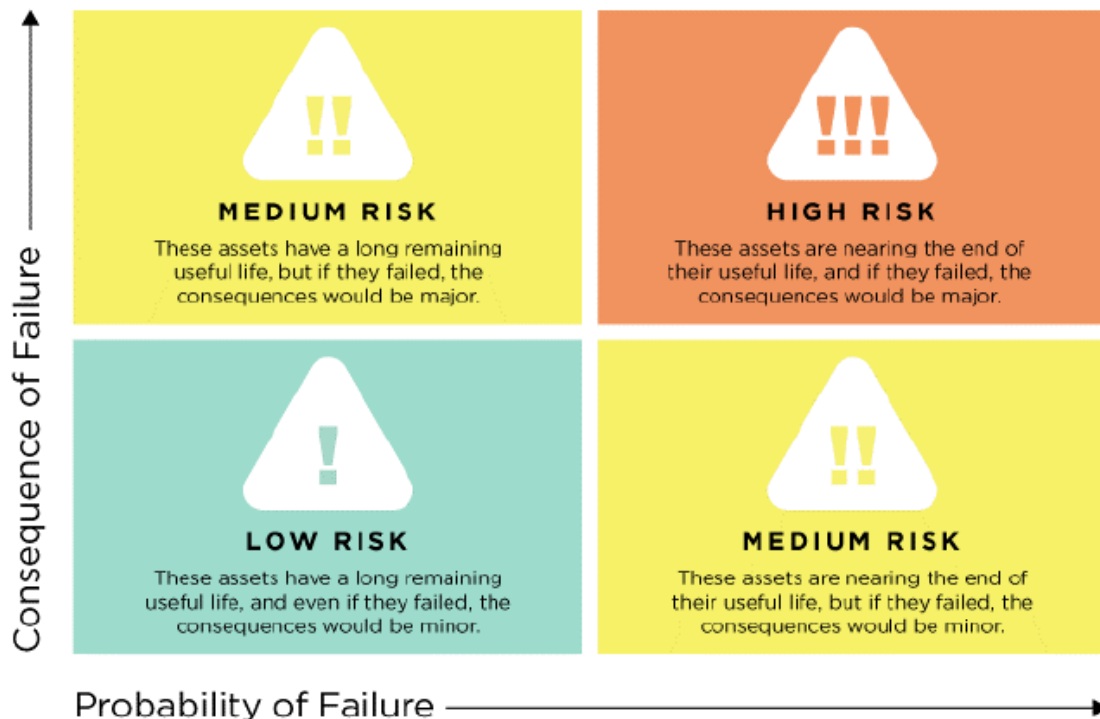 Consequence of Failure
!!
MEDIUM RISK
These assets have a long remaining
useful life, but if they failed, the
consequences would be major.
!!!
HIGH RISK
These assets are nearing the end of
their useful life, and if they failed, the
consequences would be major.
!
LOW RISK
These assets have a long remaining
useful life, and even if they failed, the
consequences would be minor.
!!
MEDIUM RISK
These assets are nearing the end of
their useful life, but if they failed, the
consequences would be minor.
Probability of Failure